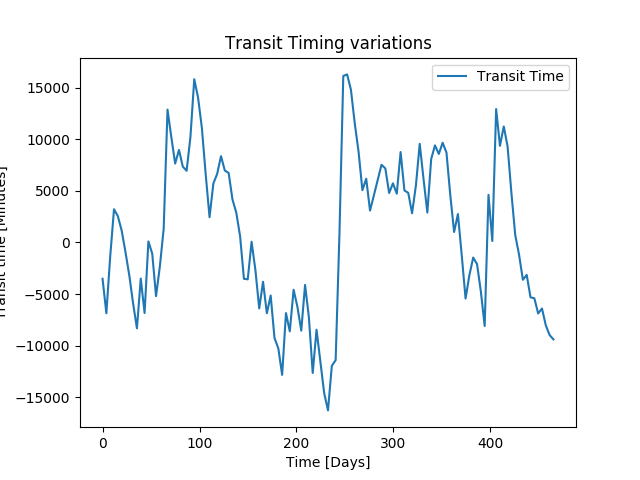 Transit Timing variations
Transit Time
15000
10000
5000
0
−5000
−10000
−15000
Transit time [Minutes]
0 100 200 300 400
Time [Days]